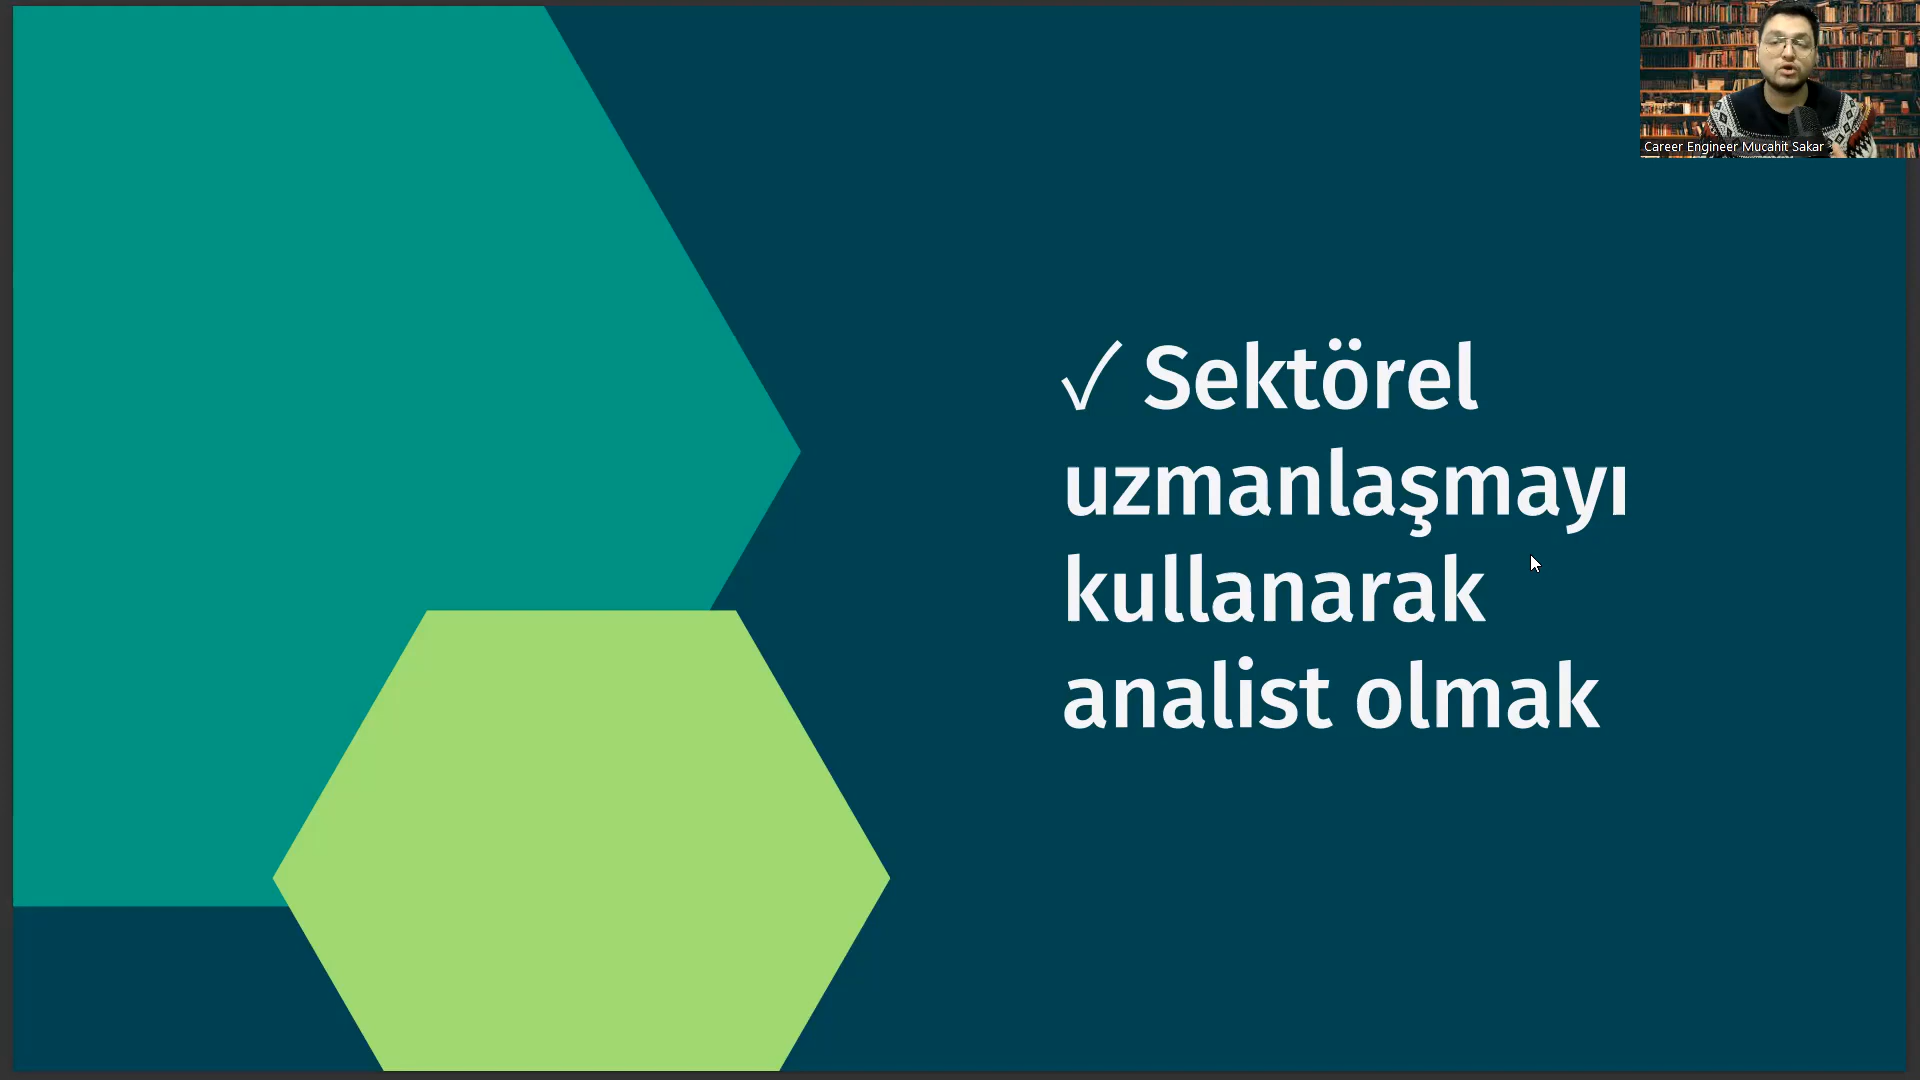 Career Engineer Mucahit Sakar
✓ Sektörel
uzmanlaşmayı
kullanarak
analist olmak